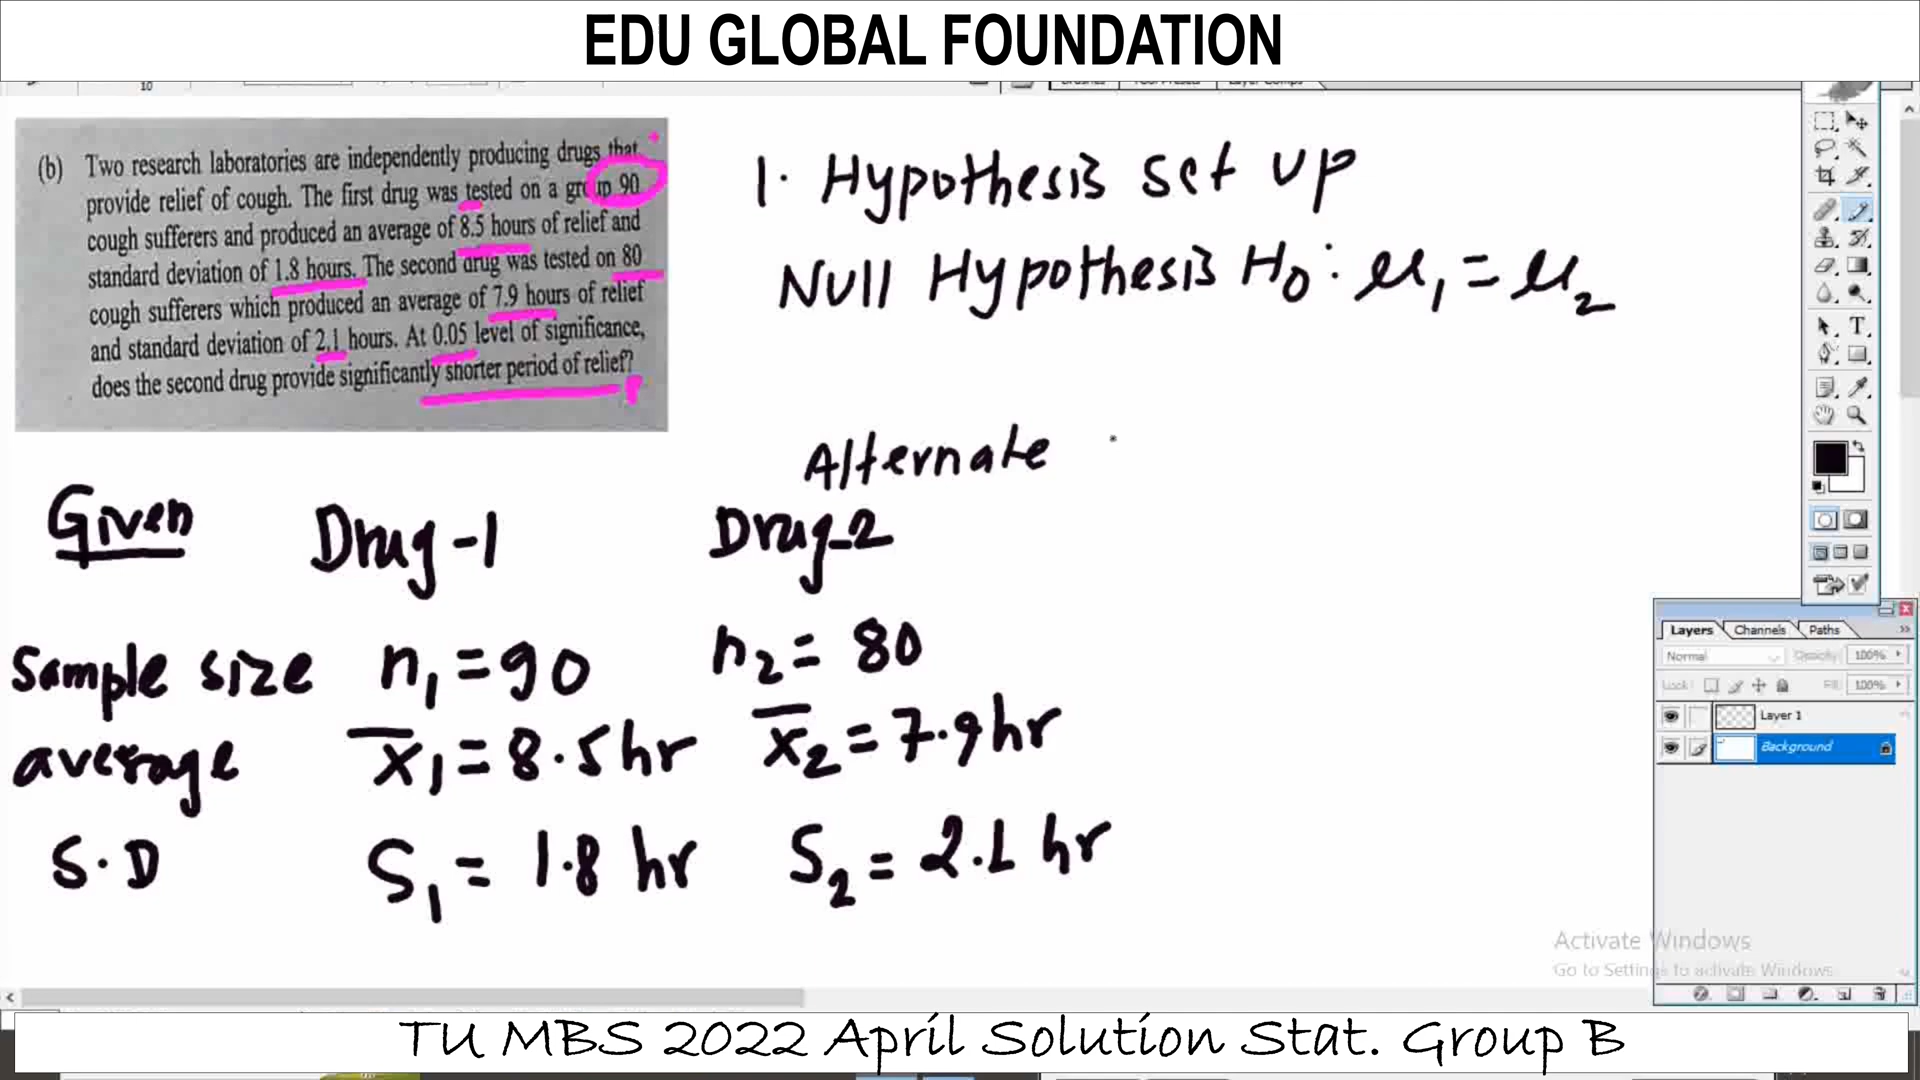 EDU GLOBAL FOUNDATION
10
(b) Two research laboratories are independently producing drugs that
provide relief of cough. The first drug was tested on a group 90
cough sufferers and produced an average of 8.5 hours of relief and
standard deviation of 1.8 hours. The second drug was tested on 80
cough sufferers which produced an average of 7.9 hours of relief
and standard deviation of 2.1 hours. At 0.05 level of significance,
does the second drug provide significantly shorter period of relief?
1. Hypothesis set up
Null Hypothesis H₀: μ₁ = μ₂
Alternate
Given Drug-1 Drug-2
Sample size n₁ = 90 n₂ = 80
average x̄₁ = 8.5 hr x̄₂ = 7.9 hr
S.D S₁ = 1.8 hr S₂ = 2.1 hr
Layers Channels Paths
Normal Opacity: 100%
Lock: Fill: 100%
Layer 1
Background
Activate Windows
Go to Settings to activate Windows.
TU MBS 2022 April Solution Stat. Group B